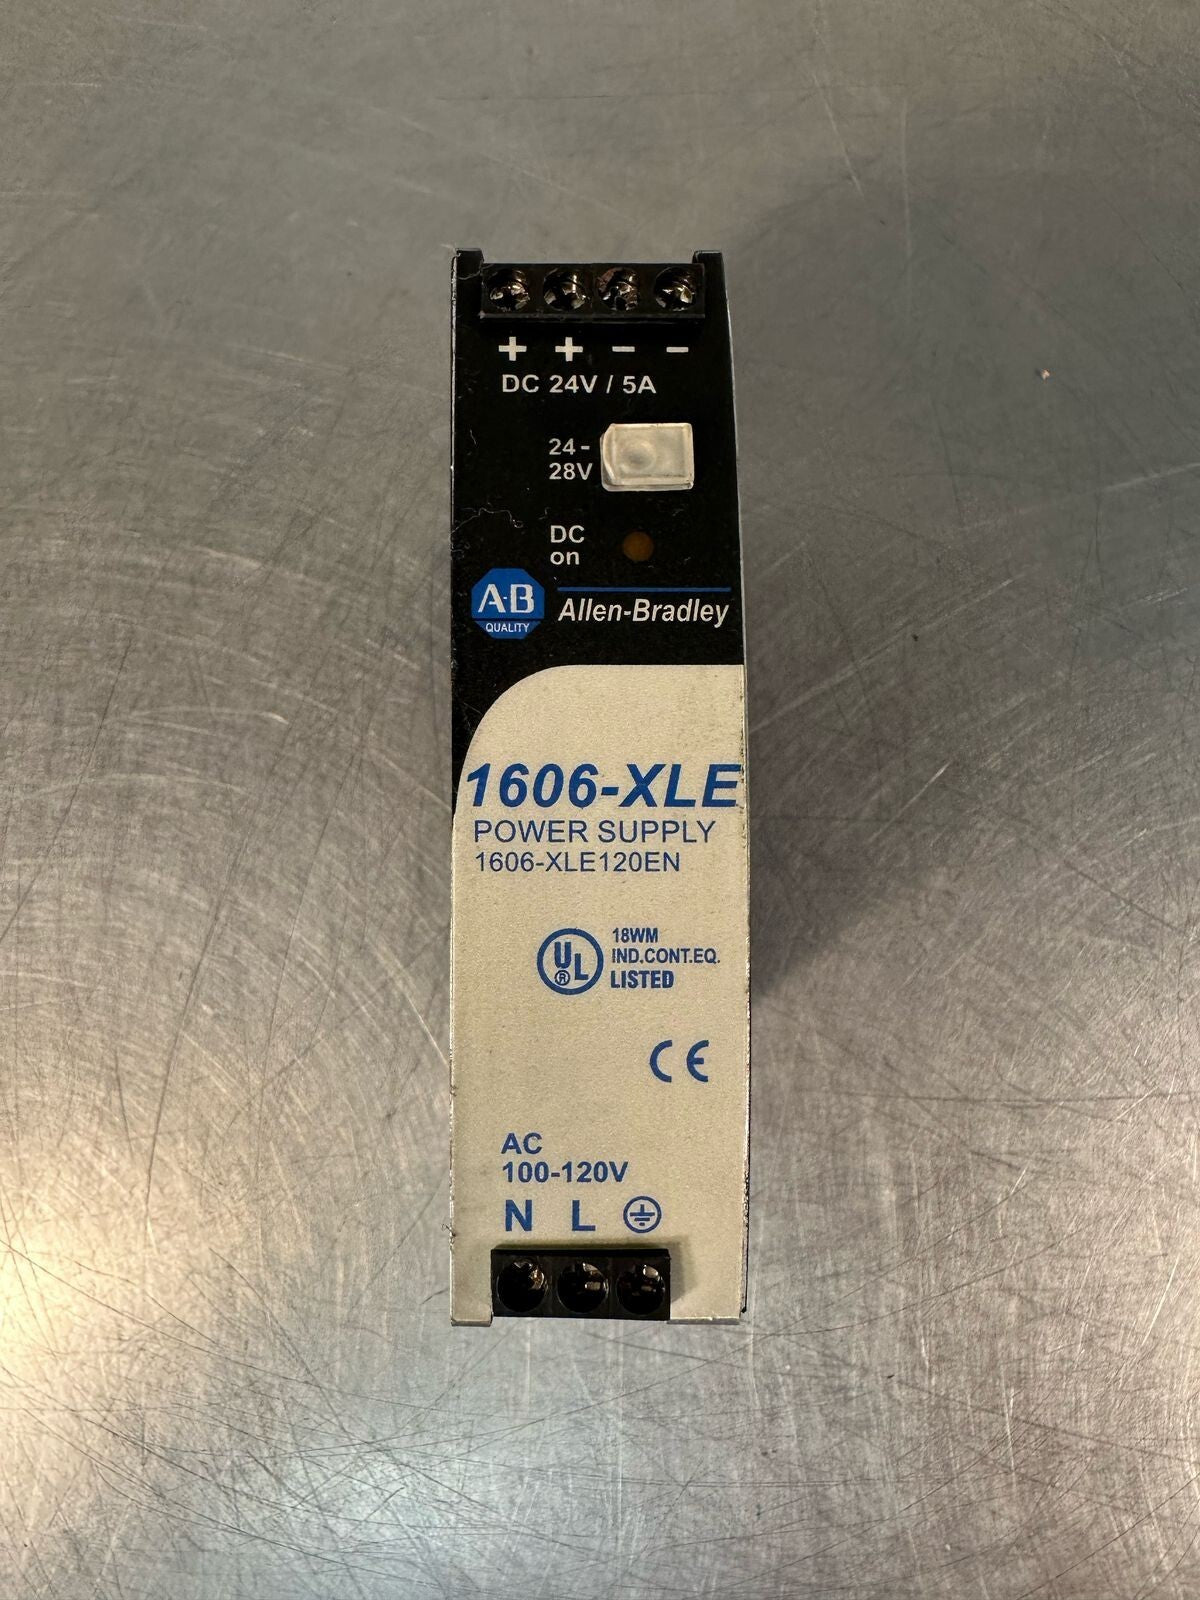 + + − −
DC 24V / 5A
24-
28V
DC
on
A-B
QUALITY
Allen-Bradley
1606-XLE
POWER SUPPLY
1606-XLE120EN
UL
®
18WM
IND.CONT.EQ.
LISTED
CE
AC
100-120V
N L